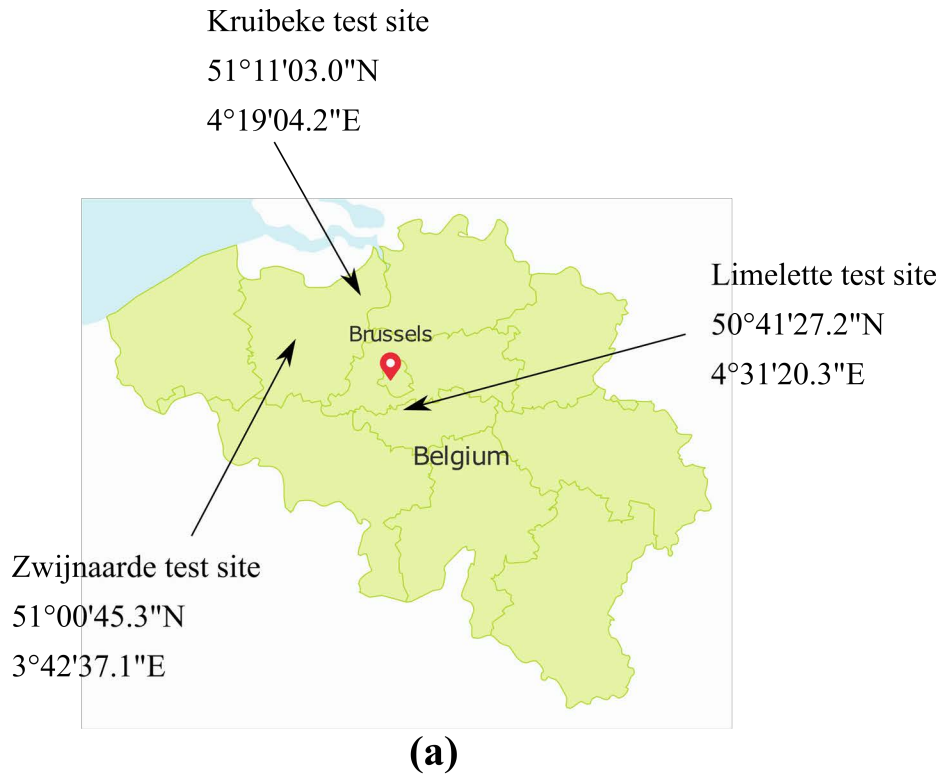 Kruibeke test site
51°11'03.0"N
4°19'04.2"E
Limelette test site
50°41'27.2"N
4°31'20.3"E
Brussels
Belgium
Zwijnaarde test site
51°00'45.3"N
3°42'37.1"E
(a)